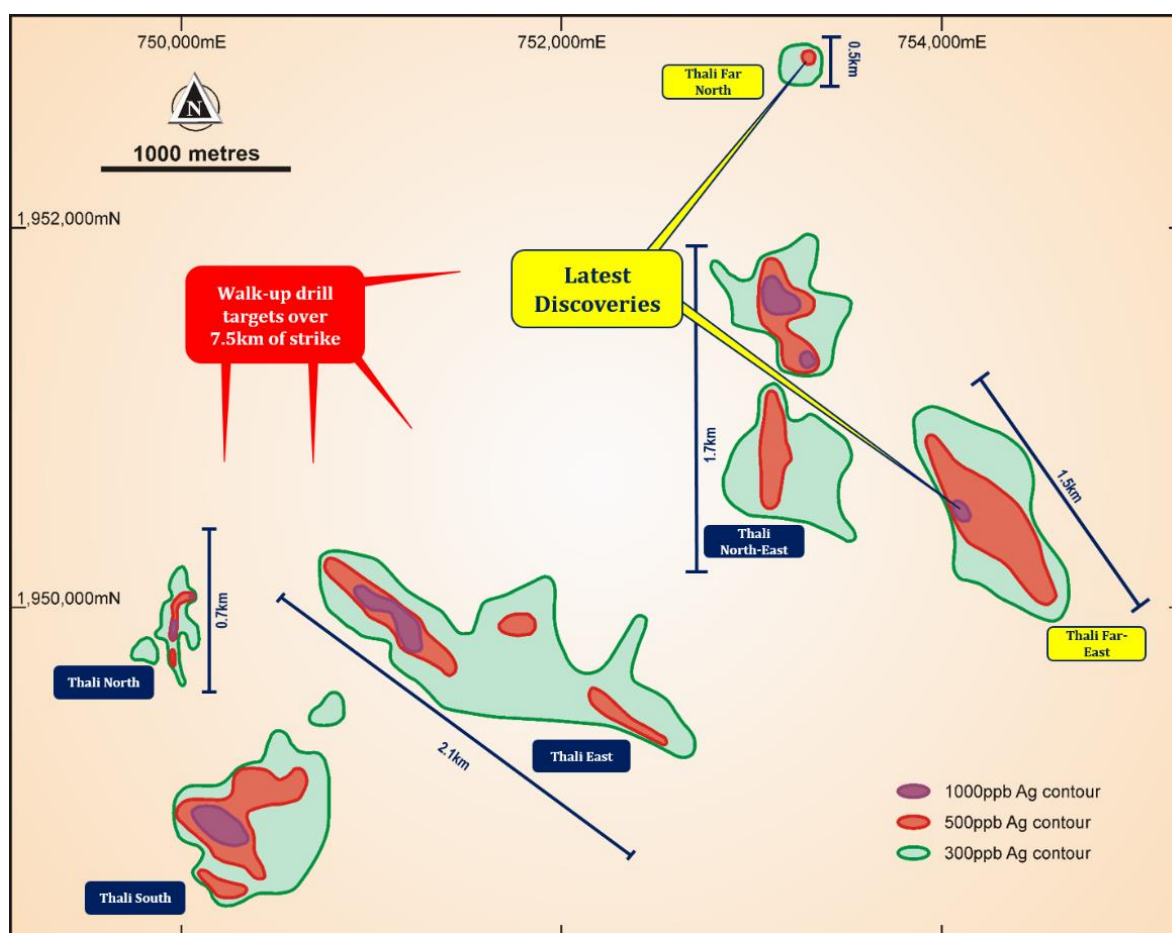 750,000mE
752,000mE
754,000mE
N
1000 metres
Thali Far
North
0.5km
1,952,000mN
Latest
Discoveries
Walk-up drill
targets over
7.5km of strike
1.7km
1.5km
Thali
North-East
1,950,000mN
0.7km
Thali Far-
East
Thali North
2.1km
Thali East
Thali South
1000ppb Ag contour
500ppb Ag contour
300ppb Ag contour